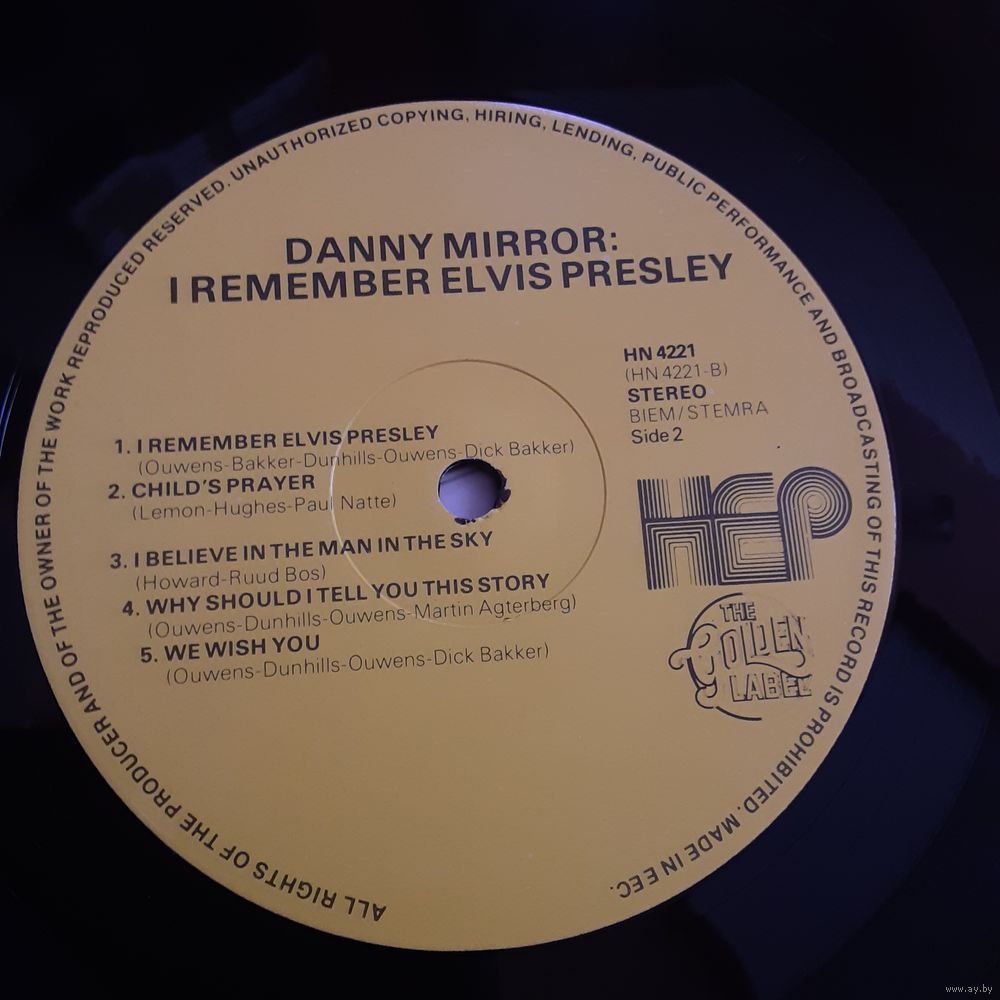 DANNY MIRROR:
I REMEMBER ELVIS PRESLEY
HN 4221
(HN 4221-B)
STEREO
BIEM/STEMRA
Side 2
1. I REMEMBER ELVIS PRESLEY
(Ouwens-Bakker-Dunhills-Ouwens-Dick Bakker)
2. CHILD'S PRAYER
(Lemon-Hughes-Paul Natte)
3. I BELIEVE IN THE MAN IN THE SKY
(Howard-Ruud Bos)
4. WHY SHOULD I TELL YOU THIS STORY
(Ouwens-Dunhills-Ouwens-Martin Agterberg)
5. WE WISH YOU
(Ouwens-Dunhills-Ouwens-Dick Bakker)
HEP
THE
GOLDEN
LABEL
ALL RIGHTS OF THE PRODUCER AND OF THE OWNER OF THE WORK REPRODUCED RESERVED. UNAUTHORIZED COPYING, HIRING, LENDING, PUBLIC PERFORMANCE AND BROADCASTING OF THIS RECORD IS PROHIBITED. MADE IN EEC.
www.ay.by